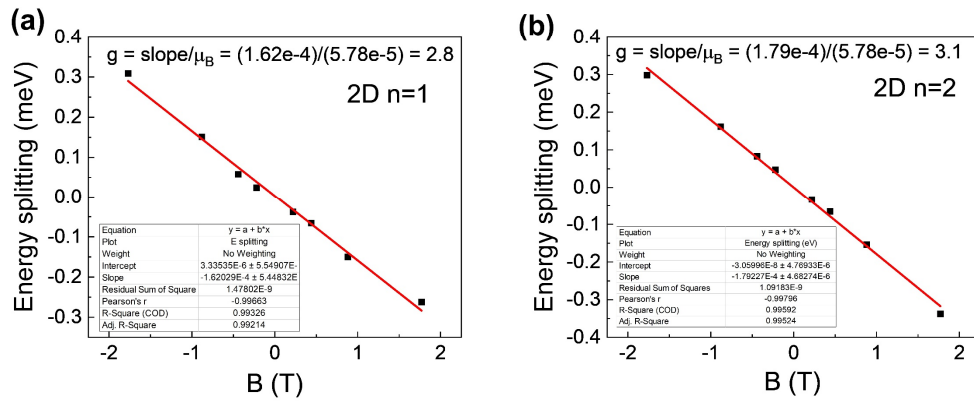 (a)
g = slope/μB = (1.62e-4)/(5.78e-5) = 2.8
2D n=1
Energy splitting (meV)
0.4
0.3
0.2
0.1
0.0
-0.1
-0.2
-0.3
Equation y = a + b*x
Plot E splitting
Weight No Weighting
Intercept 3.33535E-6 ± 5.54907E-
Slope -1.62029E-4 ± 5.44832E
Residual Sum of Square 1.47802E-9
Pearson's r -0.99663
R-Square (COD) 0.99326
Adj. R-Square 0.99214
-2 -1 0 1 2
B (T)
(b)
g = slope/μB = (1.79e-4)/(5.78e-5) = 3.1
2D n=2
Energy splitting (meV)
0.4
0.3
0.2
0.1
0.0
-0.1
-0.2
-0.3
-0.4
Equation y = a + b*x
Plot Energy splitting (eV)
Weight No Weighting
Intercept -3.05996E-8 ± 4.76933E-6
Slope -1.79227E-4 ± 4.68274E-6
Residual Sum of Squares 1.09183E-9
Pearson's r -0.99796
R-Square (COD) 0.99592
Adj. R-Square 0.99524
-2 -1 0 1 2
B (T)